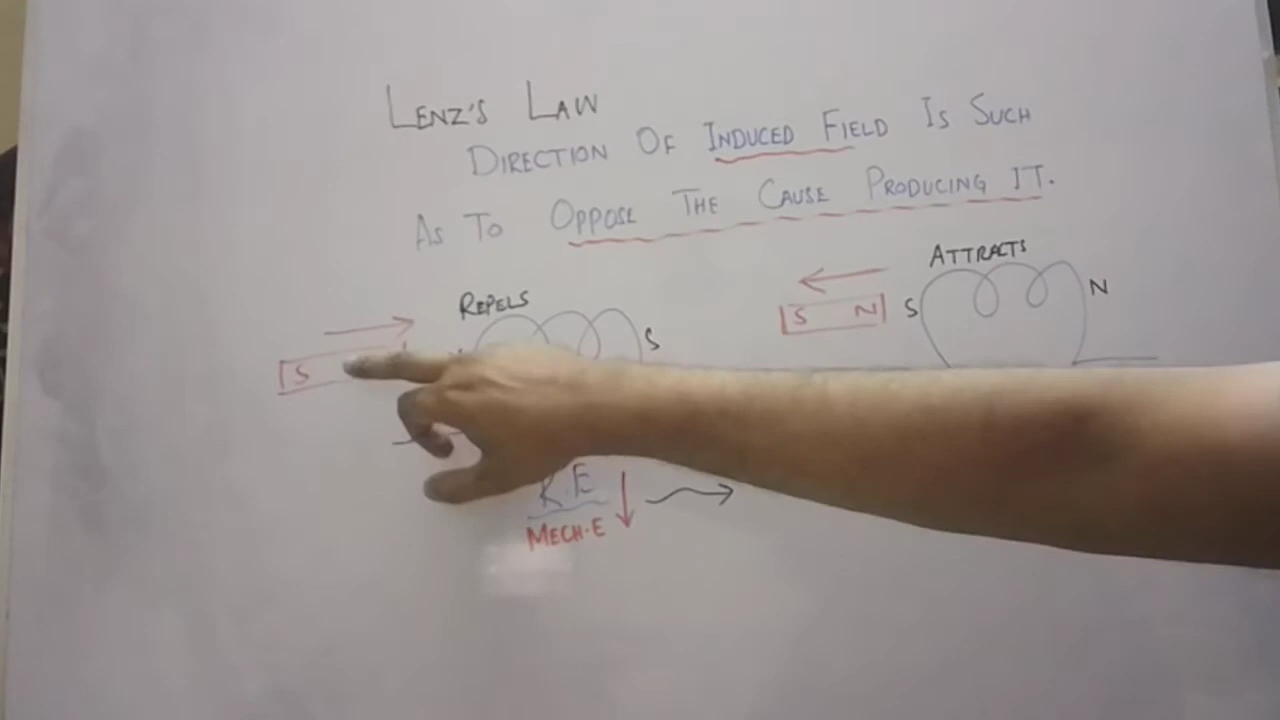 LENZ'S LAW
DIRECTION OF INDUCED FIELD IS SUCH
AS TO OPPOSE THE CAUSE PRODUCING IT.
REPELS
S
S
ATTRACTS
S N
S
N
K.E
MECH.E